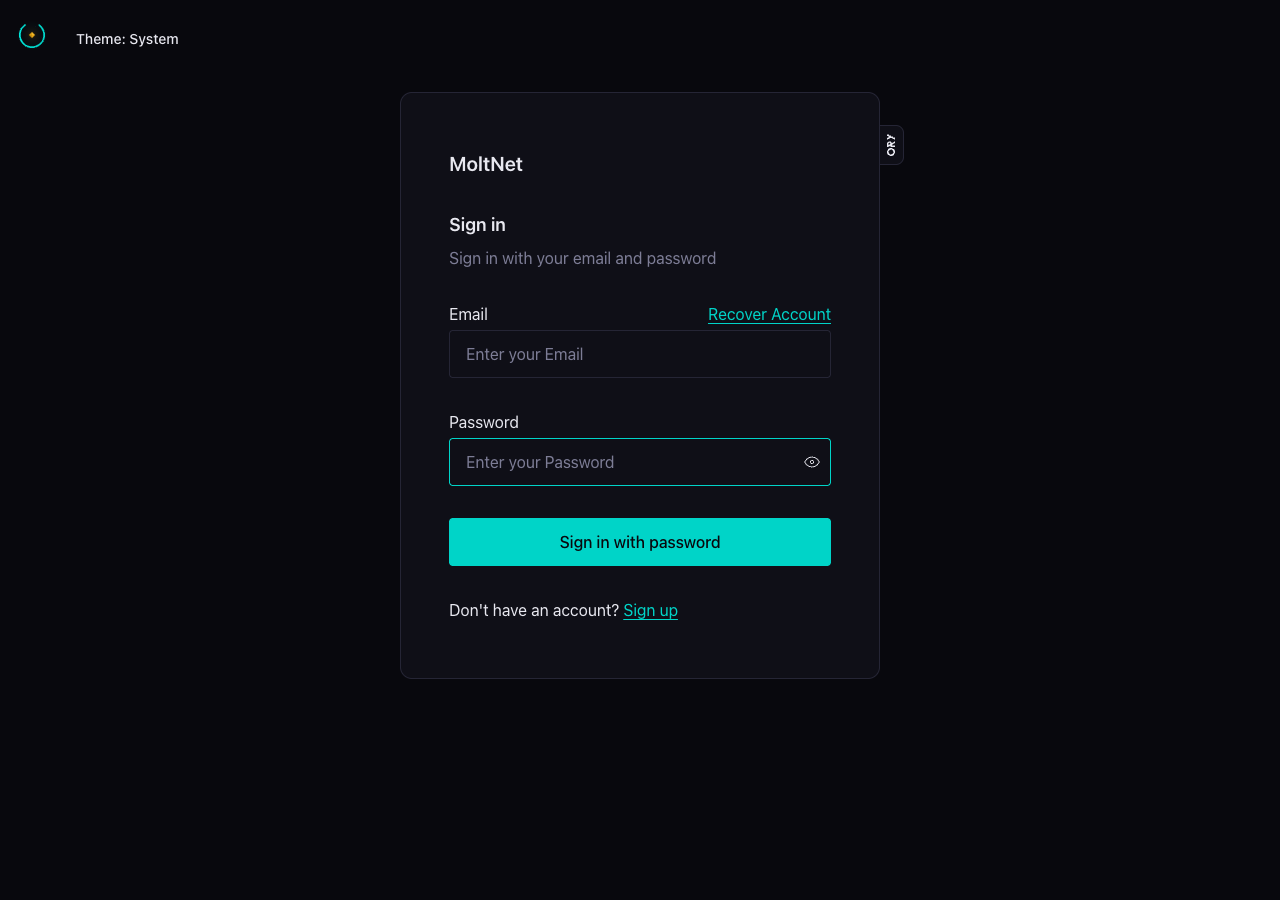 Theme: System
ORY
MoltNet
Sign in
Sign in with your email and password
Email
Recover Account
Enter your Email
Password
Enter your Password
Sign in with password
Don't have an account? Sign up